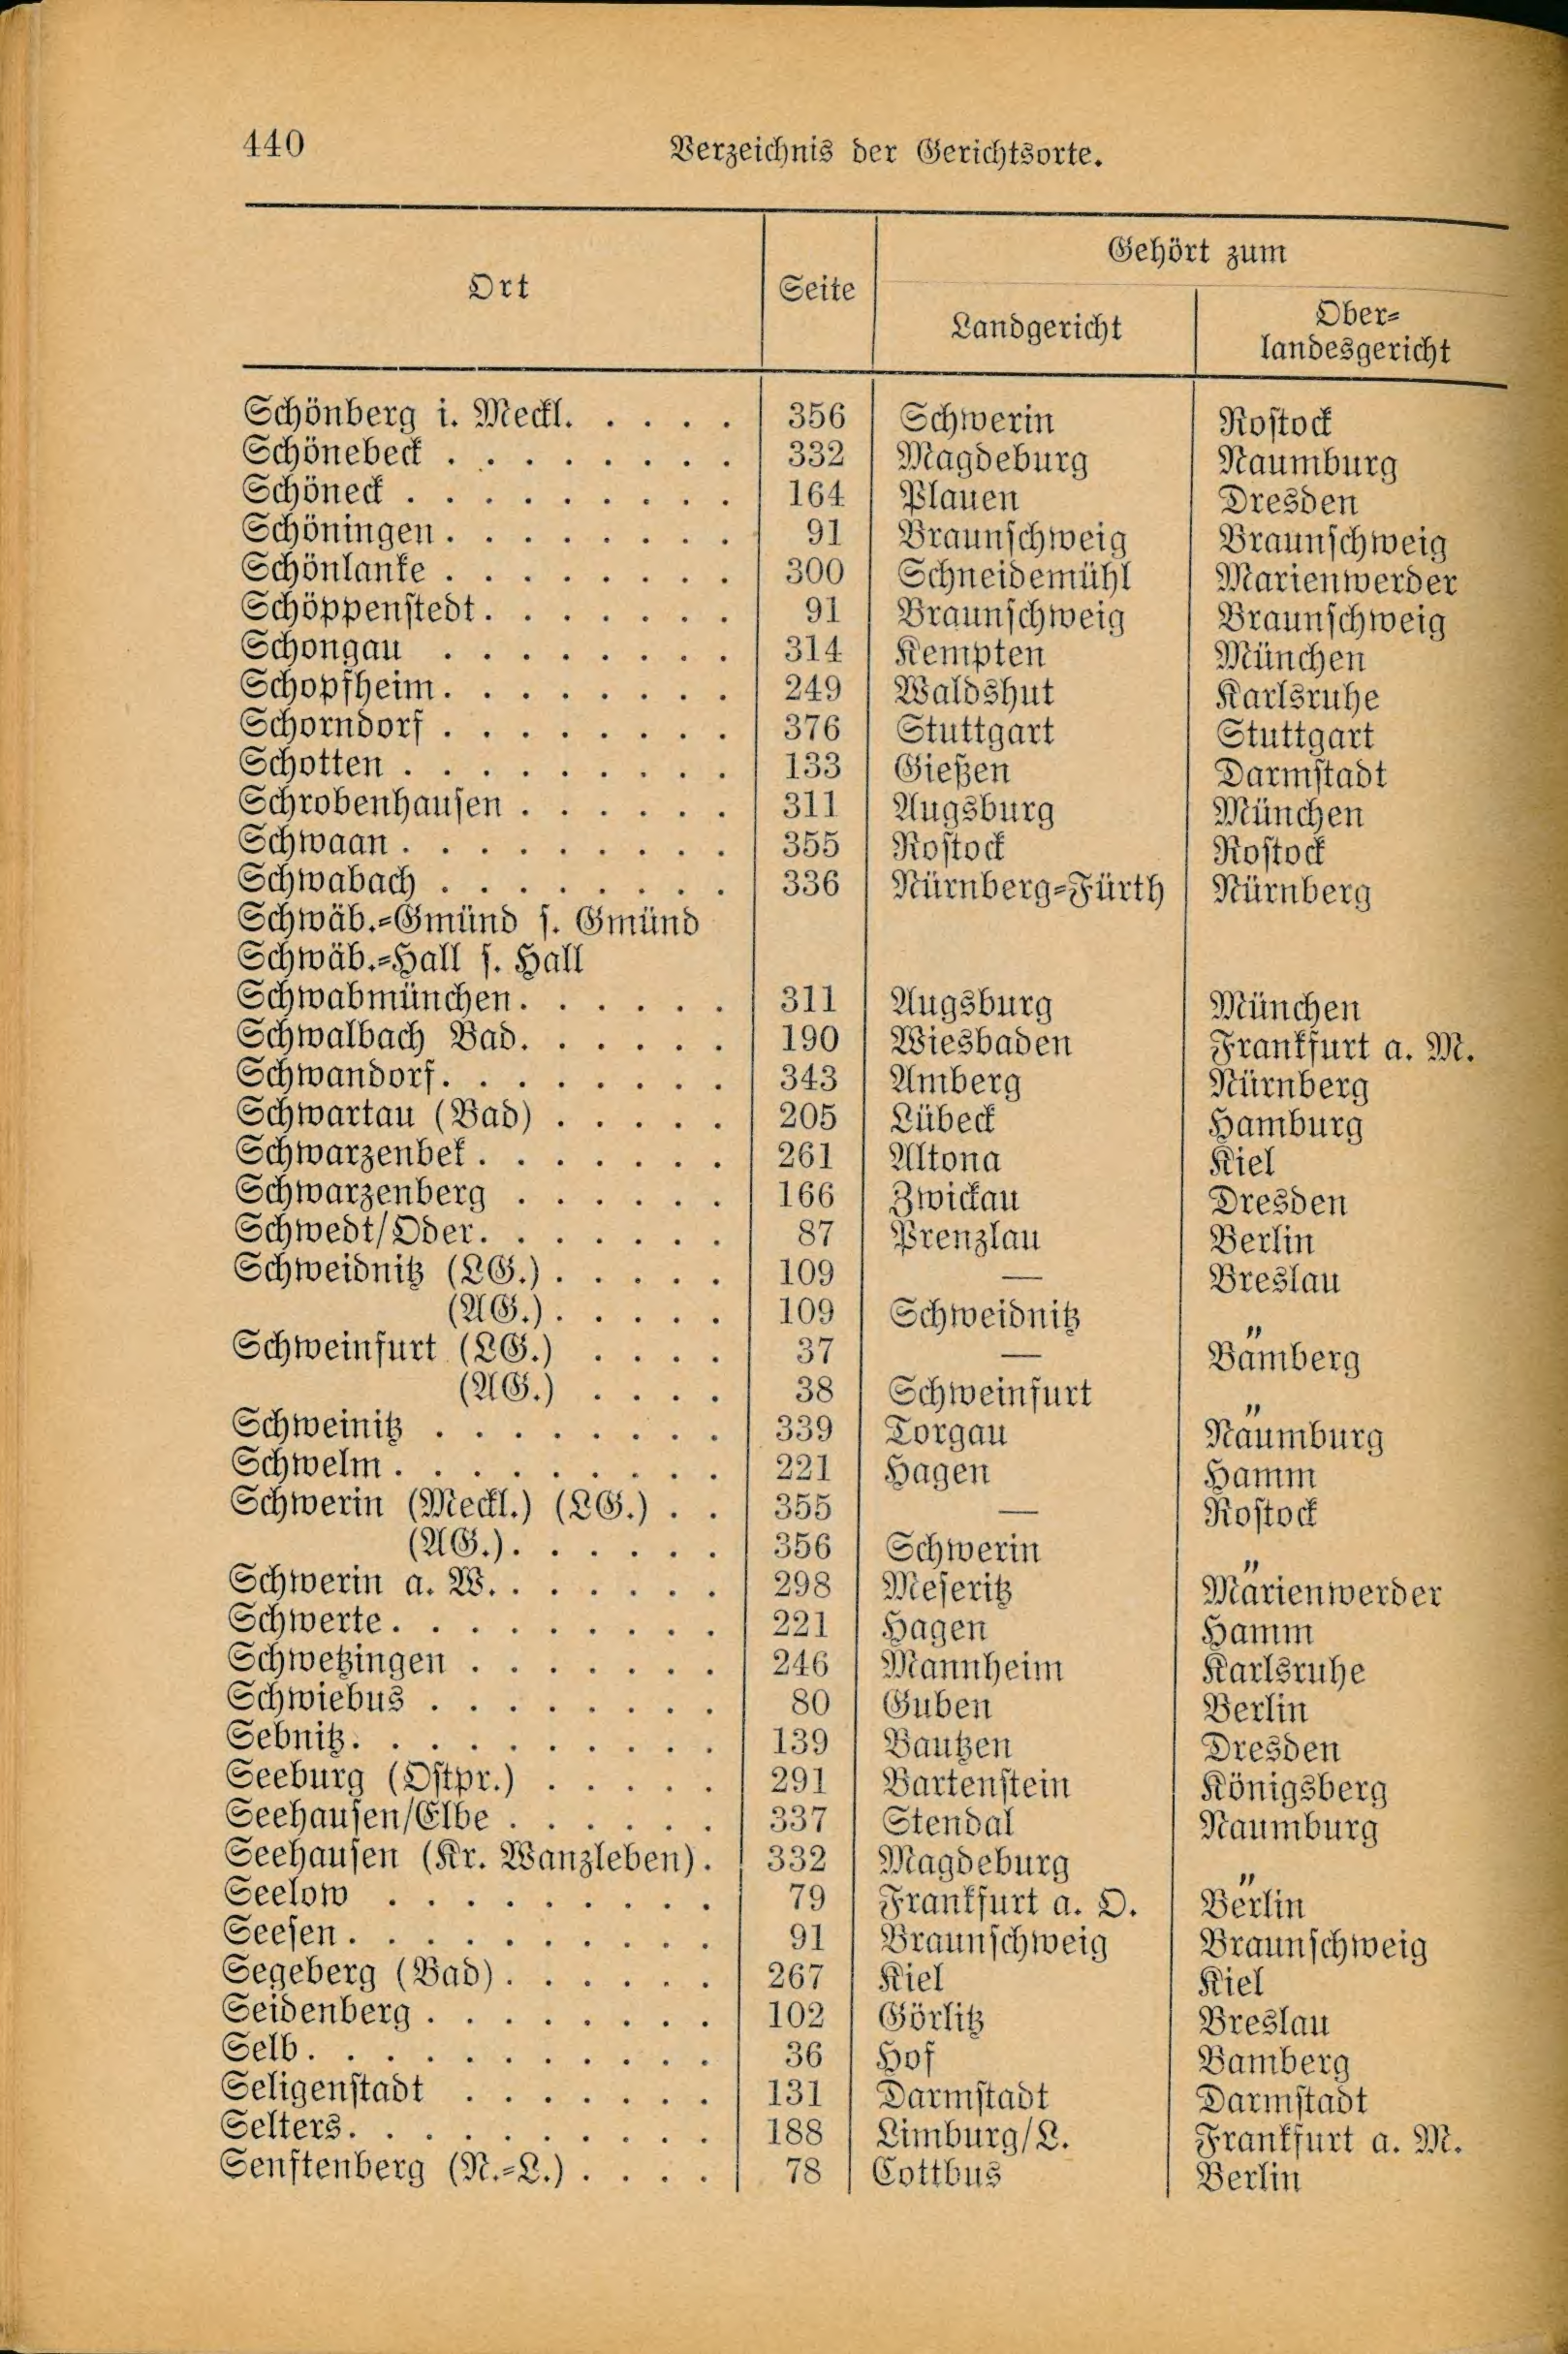 440 Verzeichnis der Gerichtsorte.
Ort Seite Gehört zum
Landgericht Ober-
landesgericht
Schönberg i. Meckl. . . . . 356 Schwerin Rostock
Schönebeck . . . . . . . . 332 Magdeburg Naumburg
Schöneck . . . . . . . . . 164 Plauen Dresden
Schöningen . . . . . . . . 91 Braunschweig Braunschweig
Schönlanke . . . . . . . . 300 Schneidemühl Marienwerder
Schöppenstedt . . . . . . . 91 Braunschweig Braunschweig
Schongau . . . . . . . . 314 Kempten München
Schopfheim . . . . . . . . 249 Waldshut Karlsruhe
Schorndorf . . . . . . . . 376 Stuttgart Stuttgart
Schotten . . . . . . . . . 133 Gießen Darmstadt
Schrobenhausen . . . . . . 311 Augsburg München
Schwaan . . . . . . . . . 355 Rostock Rostock
Schwabach . . . . . . . . 336 Nürnberg-Fürth Nürnberg
Schwäb.-Gmünd s. Gmünd
Schwäb.-Hall s. Hall
Schwabmünchen . . . . . . 311 Augsburg München
Schwalbach Bad. . . . . . 190 Wiesbaden Frankfurt a. M.
Schwandorf . . . . . . . . 343 Amberg Nürnberg
Schwartau (Bad) . . . . . 205 Lübeck Hamburg
Schwarzenbek . . . . . . . 261 Altona Kiel
Schwarzenberg . . . . . . 166 Zwickau Dresden
Schwedt/Oder . . . . . . . 87 Prenzlau Berlin
Schweidnitz (LG.) . . . . . 109 — Breslau
(AG.) . . . . . 109 Schweidnitz "
Schweinfurt (LG.) . . . . 37 — Bamberg
(AG.) . . . . 38 Schweinfurt "
Schweinitz . . . . . . . . 339 Torgau Naumburg
Schwelm . . . . . . . . . 221 Hagen Hamm
Schwerin (Meckl.) (LG.) . . 355 — Rostock
(AG.) . . . . . . 356 Schwerin "
Schwerin a. W. . . . . . . 298 Meseritz Marienwerder
Schwerte . . . . . . . . . 221 Hagen Hamm
Schwetzingen . . . . . . . 246 Mannheim Karlsruhe
Schwiebus . . . . . . . . 80 Guben Berlin
Sebnitz . . . . . . . . . . 139 Bautzen Dresden
Seeburg (Ostpr.) . . . . . 291 Bartenstein Königsberg
Seehausen/Elbe . . . . . . 337 Stendal Naumburg
Seehausen (Kr. Wanzleben) . 332 Magdeburg "
Seelow . . . . . . . . . 79 Frankfurt a. O. Berlin
Seesen . . . . . . . . . . 91 Braunschweig Braunschweig
Segeberg (Bad) . . . . . . 267 Kiel Kiel
Seidenberg . . . . . . . . 102 Görlitz Breslau
Selb . . . . . . . . . . . 36 Hof Bamberg
Seligenstadt . . . . . . . 131 Darmstadt Darmstadt
Selters . . . . . . . . . . 188 Limburg/L. Frankfurt a. M.
Senftenberg (N.-L.) . . . . 78 Cottbus Berlin